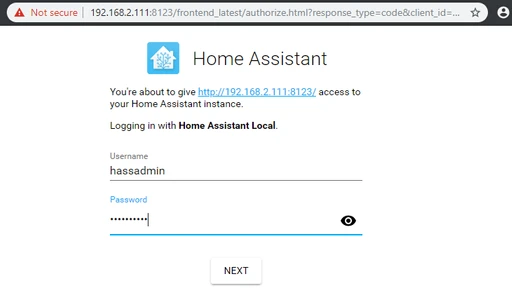 Not secure | 192.168.2.111:8123/frontend_latest/authorize.html?response_type=code&client_id=...
Home Assistant
You're about to give http://192.168.2.111:8123/ access to
your Home Assistant instance.
Logging in with Home Assistant Local.
Username
hassadmin
Password
••••••••••
NEXT